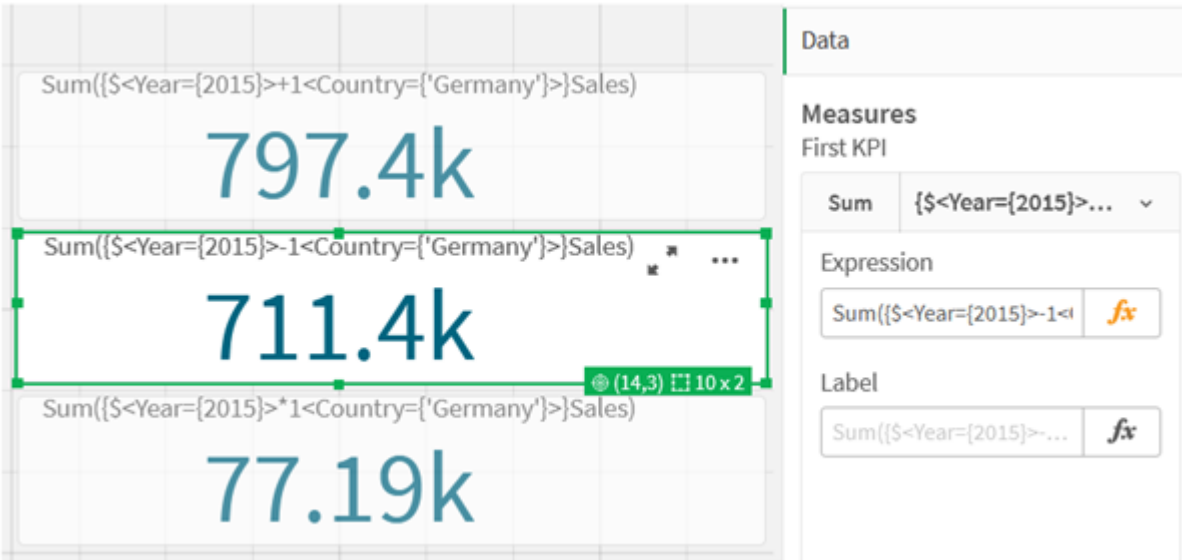 Sum({$<Year={2015}>+1<Country={'Germany'}>}Sales)
797.4k
Sum({$<Year={2015}>-1<Country={'Germany'}>}Sales)
711.4k
(14,3) 10 x 2
Sum({$<Year={2015}>*1<Country={'Germany'}>}Sales)
77.19k
Data
Measures
First KPI
Sum {$<Year={2015}>...
Expression
Sum({$<Year={2015}>-1<( fx
Label
Sum({$<Year={2015}>-... fx